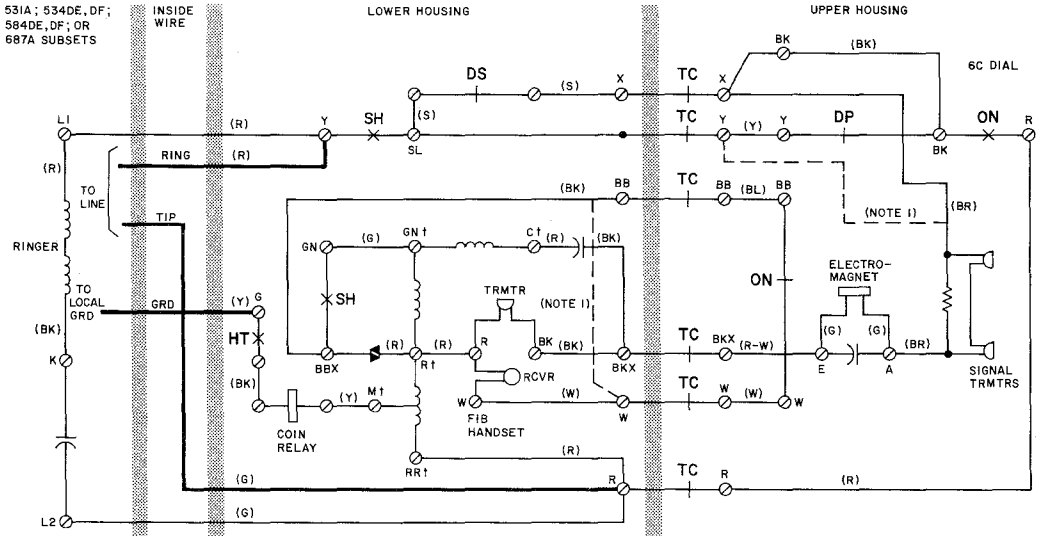 531A; 534DE, DF;
584DE, DF; OR
687A SUBSETS
INSIDE
WIRE
LOWER HOUSING
UPPER HOUSING
BK
(BK)
6C DIAL
DS
(S)
X
TC
X
L1
(R)
Y
SH
(S)
SL
TC
Y
(Y)
Y
DP
BK
ON
R
RING
(R)
(R)
TO
LINE
TIP
(BK)
BB
TC
BB
(BL)
BB
(NOTE 1)
(BR)
RINGER
GN
(G)
GN†
C†
(R)
(BK)
ELECTRO-
MAGNET
ON
TO
LOCAL
GRD
GRD
(Y)
G
SH
TRMTR
(NOTE 1)
(G)
(G)
(BK)
K
HT
(R)
(R)
R
BK
(BK)
TC
BKX
(R-W)
(BR)
BBX
R†
BKX
E
A
SIGNAL
TRMTRS
(BK)
RCVR
(Y)
M†
W
(W)
TC
W
(W)
W
W
COIN
RELAY
F1B
HANDSET
RR†
(R)
(G)
R
TC
R
(R)
L2
(G)